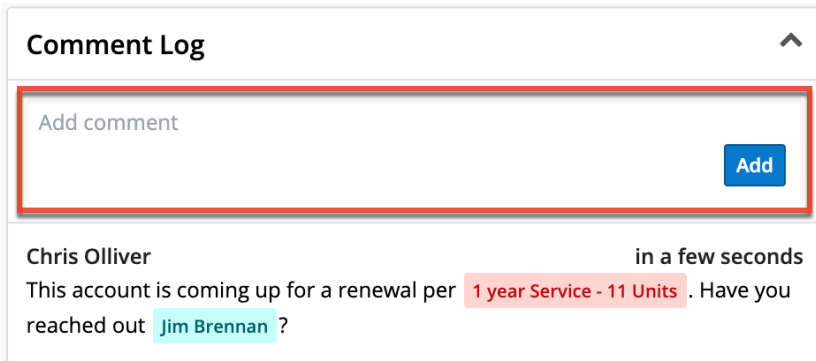 Comment Log
Add comment
Add
Chris Olliver in a few seconds
This account is coming up for a renewal per 1 year Service - 11 Units . Have you
reached out Jim Brennan ?